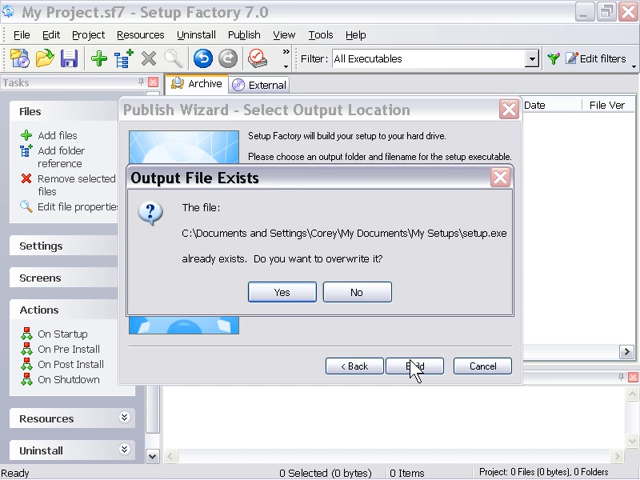 My Project.sf7 - Setup Factory 7.0
File Edit Project Resources Uninstall Publish View Tools Help
Filter: All Executables Edit filters
Tasks
Archive External
Files
Date File Ver
Add files
Add folder reference
Remove selected files
Edit file propertie
Settings
Screens
Actions
On Startup
On Pre Install
On Post Install
On Shutdown
Resources
Uninstall
Publish Wizard - Select Output Location
Setup Factory will build your setup to your hard drive.
Please choose an output folder and filename for the setup executable.
Output File Exists
The file:
C:\Documents and Settings\Corey\My Documents\My Setups\setup.exe
already exists. Do you want to overwrite it?
Yes No
< Back Cancel
Ready 0 Selected (0 bytes) 0 Items Project: 0 Files (0 bytes), 0 Folders